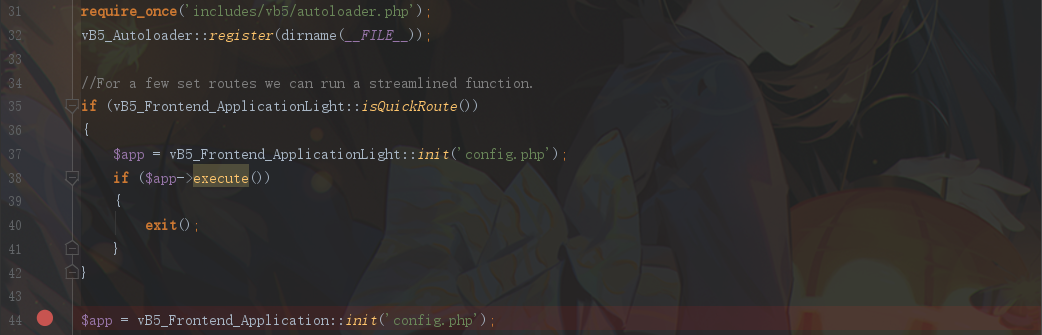 31 require_once('includes/vb5/autoloader.php');
32 vB5_Autoloader::register(dirname(__FILE__));
33
34 //For a few set routes we can run a streamlined function.
35 if (vB5_Frontend_ApplicationLight::isQuickRoute())
36 {
37 $app = vB5_Frontend_ApplicationLight::init('config.php');
38 if ($app->execute())
39 {
40 exit();
41 }
42 }
43
44 $app = vB5_Frontend_Application::init('config.php');